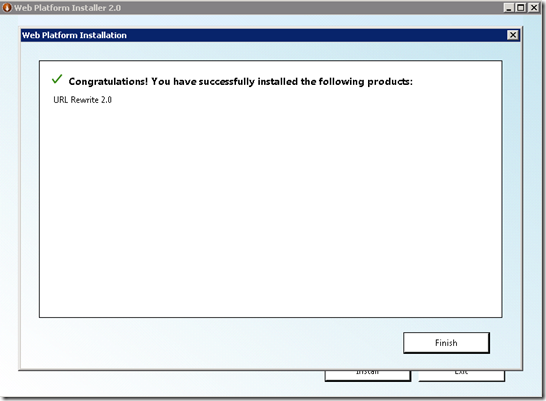 Web Platform Installer 2.0
Web Platform Installation
Congratulations! You have successfully installed the following products:
URL Rewrite 2.0
Finish
Install
Exit